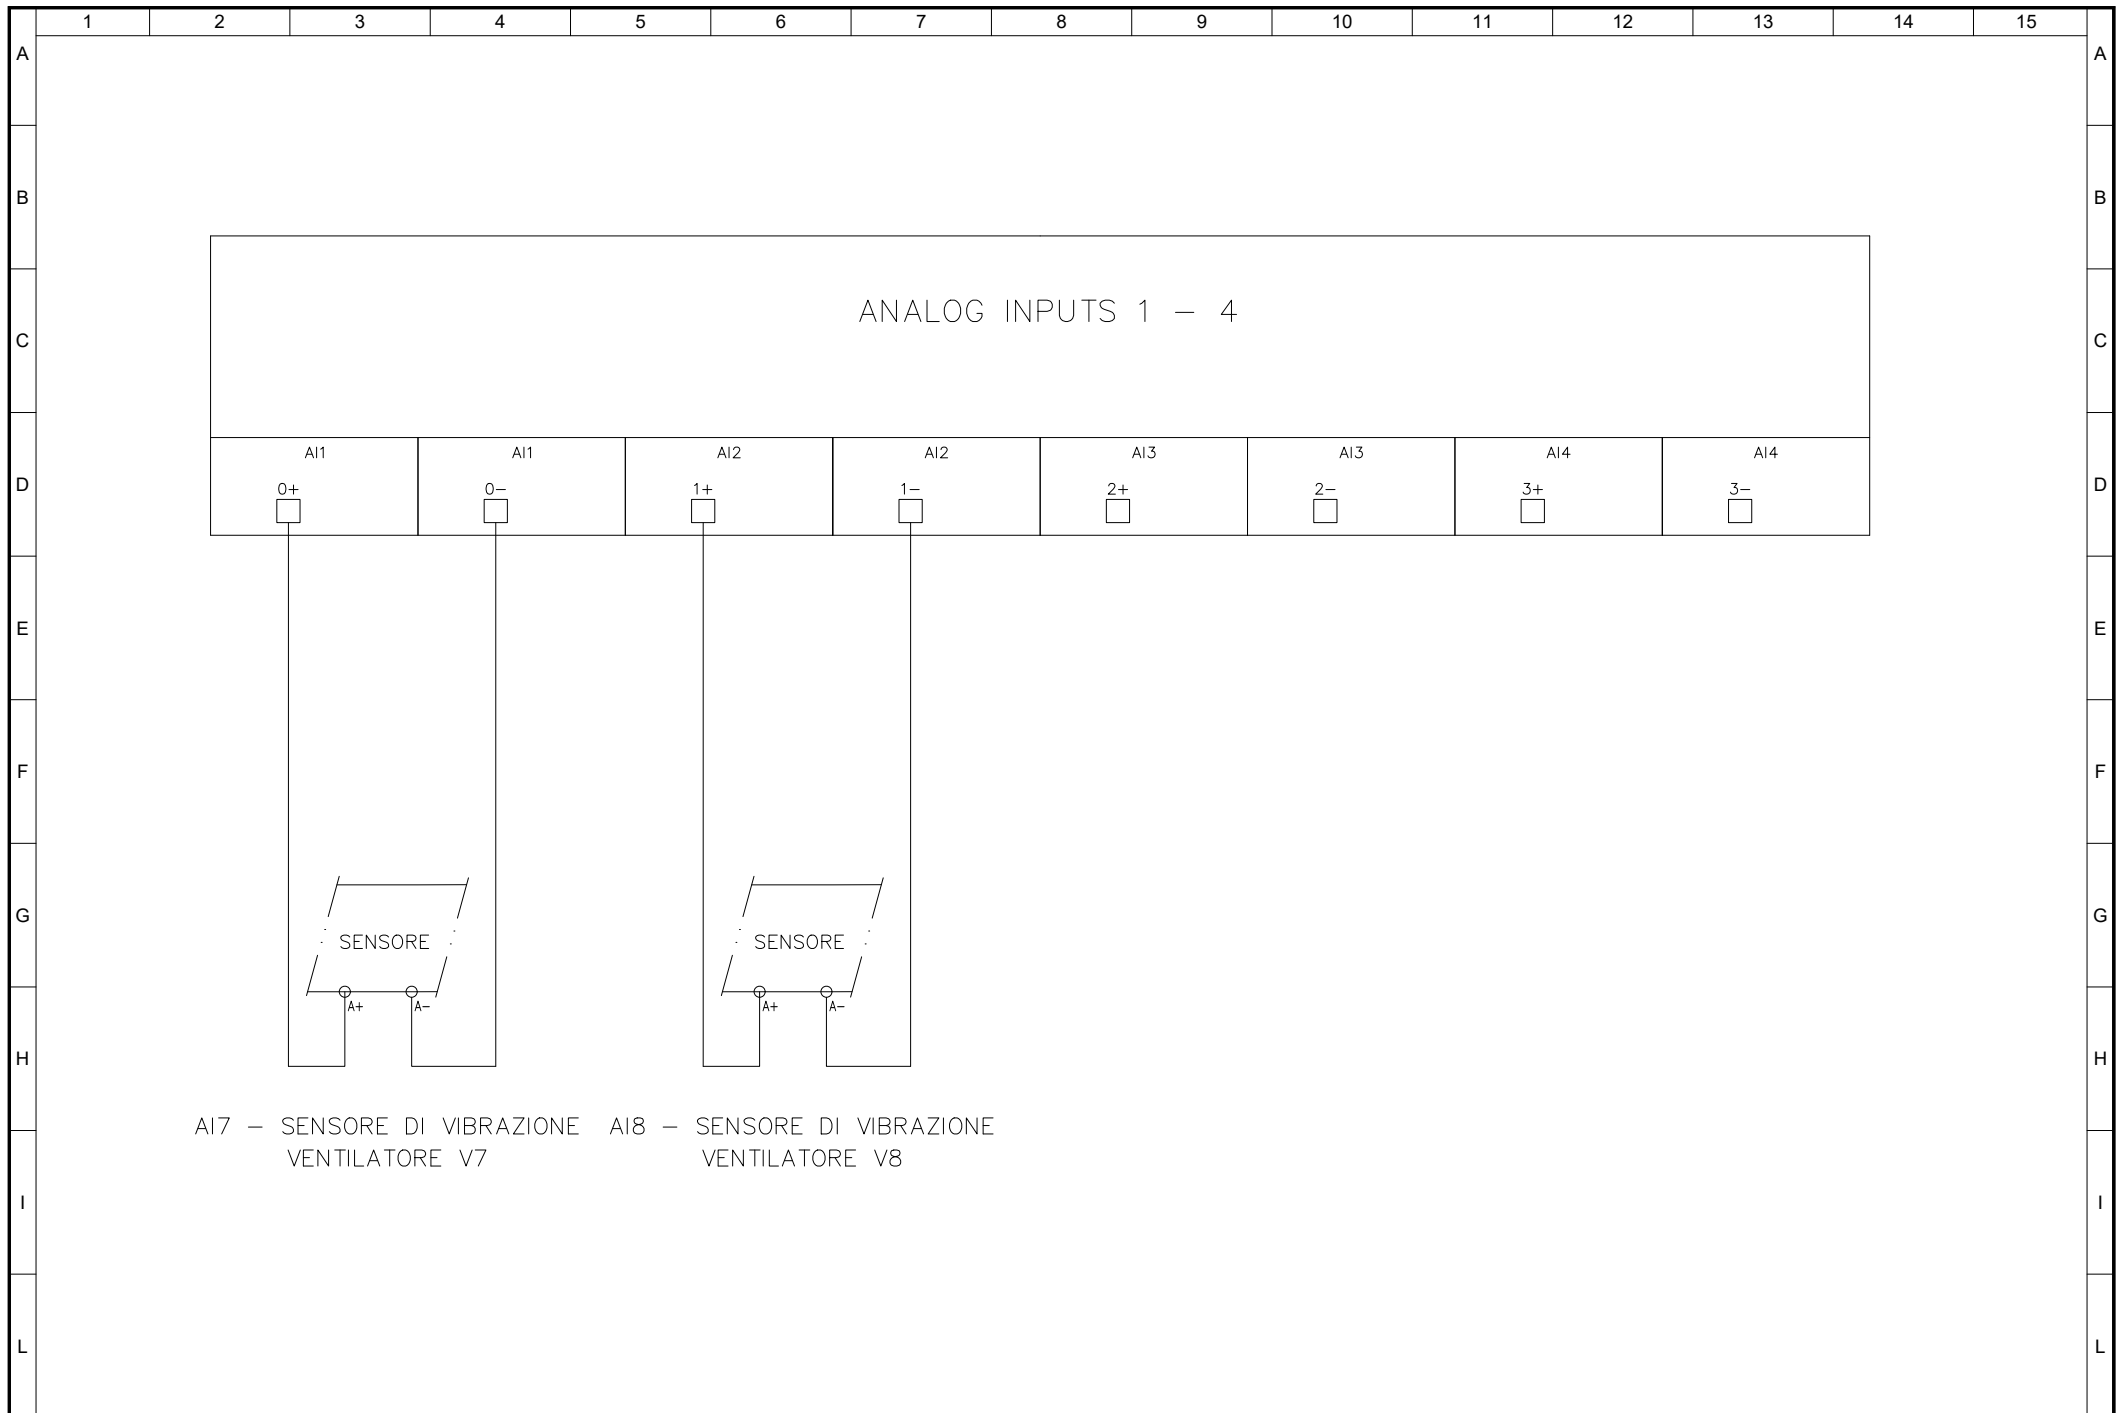 1 2 3 4 5 6 7 8 9 10 11 12 13 14 15
A A
B B
ANALOG INPUTS 1 – 4
C C
AI1 AI1 AI2 AI2 AI3 AI3 AI4 AI4
D D
0+ 0– 1+ 1– 2+ 2– 3+ 3–
E E
F F
G G
SENSORE SENSORE
A+ A– A+ A–
H H
AI7 – SENSORE DI VIBRAZIONE AI8 – SENSORE DI VIBRAZIONE
VENTILATORE V7 VENTILATORE V8
I I
L L